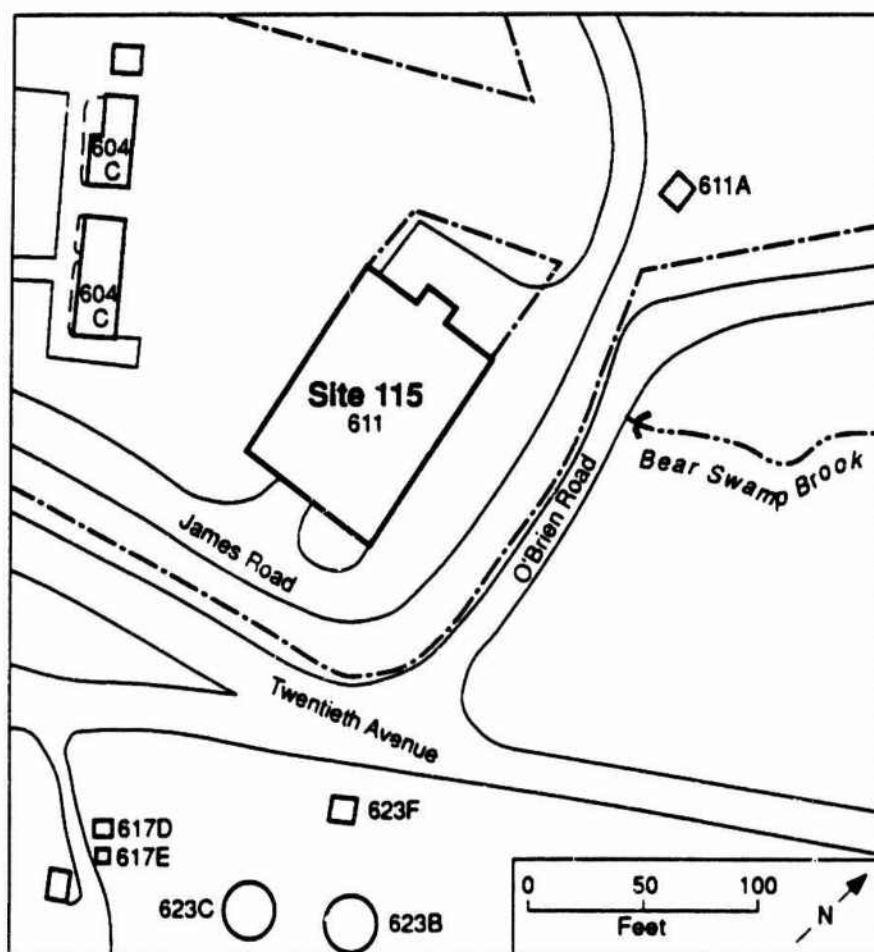 604
C
611A
604
C
Site 115
611
Bear Swamp Brook
O'Brien Road
James Road
Twentieth Avenue
617D
617E
623F
623C
623B
0 50 100
Feet
N